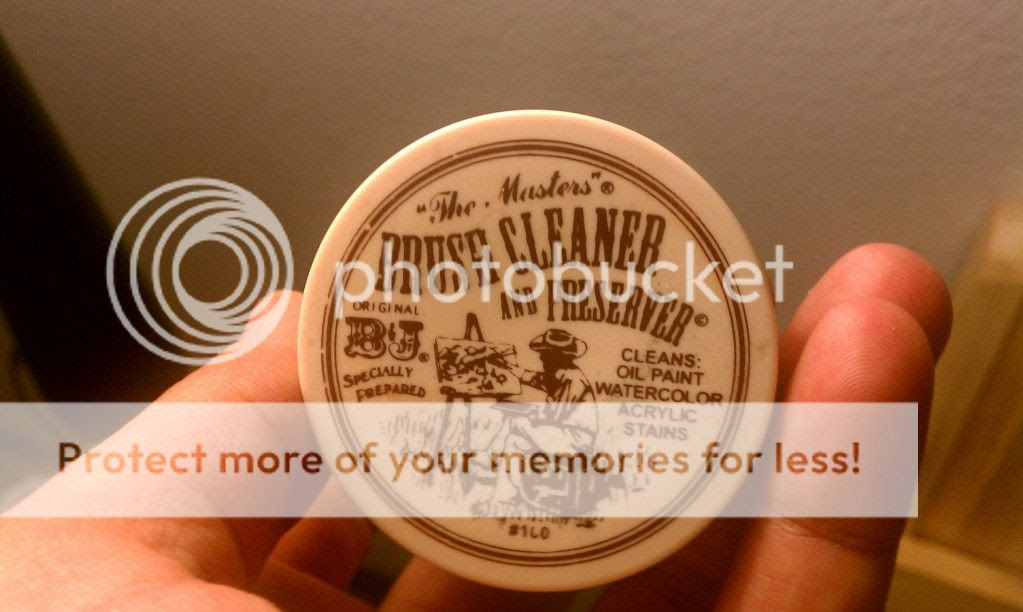 "The Masters"®
BRUSH CLEANER
AND PRESERVER©
ORIGINAL
B&J®
SPECIALLY
PREPARED
CLEANS:
OIL PAINT
WATERCOLOR
ACRYLIC
STAINS
#100
photobucket
Protect more of your memories for less!